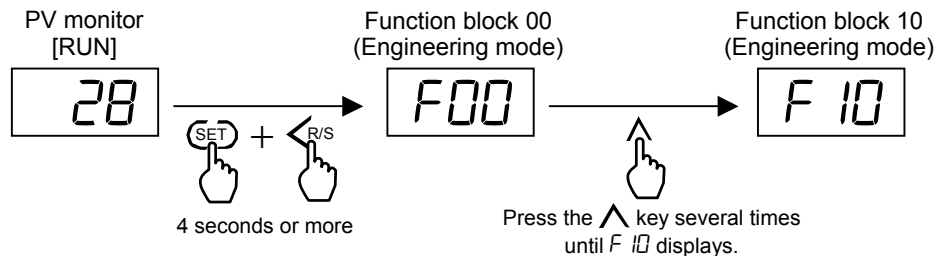 PV monitor
[RUN]
28
SET + <R/S
4 seconds or more
Function block 00
(Engineering mode)
F00
Press the ∧ key several times
until F 10 displays.
Function block 10
(Engineering mode)
F 10